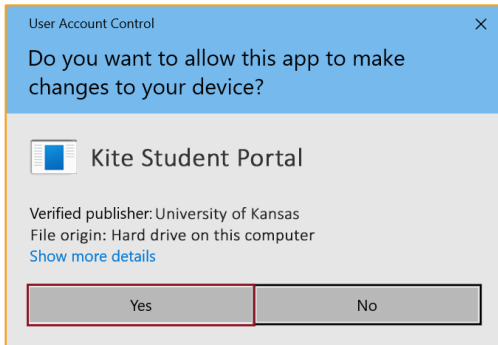 User Account Control
Do you want to allow this app to make
changes to your device?
Kite Student Portal
Verified publisher: University of Kansas
File origin: Hard drive on this computer
Show more details
Yes
No